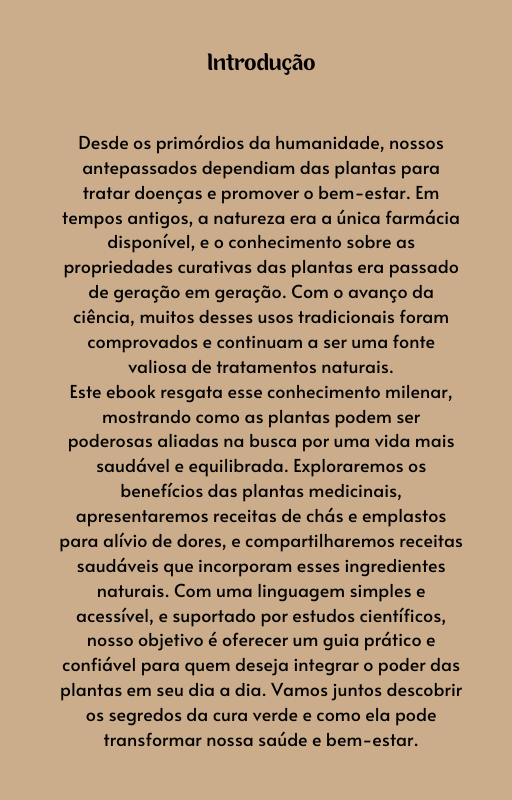 Introdução
Desde os primórdios da humanidade, nossos
antepassados dependiam das plantas para
tratar doenças e promover o bem-estar. Em
tempos antigos, a natureza era a única farmácia
disponível, e o conhecimento sobre as
propriedades curativas das plantas era passado
de geração em geração. Com o avanço da
ciência, muitos desses usos tradicionais foram
comprovados e continuam a ser uma fonte
valiosa de tratamentos naturais.
Este ebook resgata esse conhecimento milenar,
mostrando como as plantas podem ser
poderosas aliadas na busca por uma vida mais
saudável e equilibrada. Exploraremos os
benefícios das plantas medicinais,
apresentaremos receitas de chás e emplastos
para alívio de dores, e compartilharemos receitas
saudáveis que incorporam esses ingredientes
naturais. Com uma linguagem simples e
acessível, e suportado por estudos científicos,
nosso objetivo é oferecer um guia prático e
confiável para quem deseja integrar o poder das
plantas em seu dia a dia. Vamos juntos descobrir
os segredos da cura verde e como ela pode
transformar nossa saúde e bem-estar.